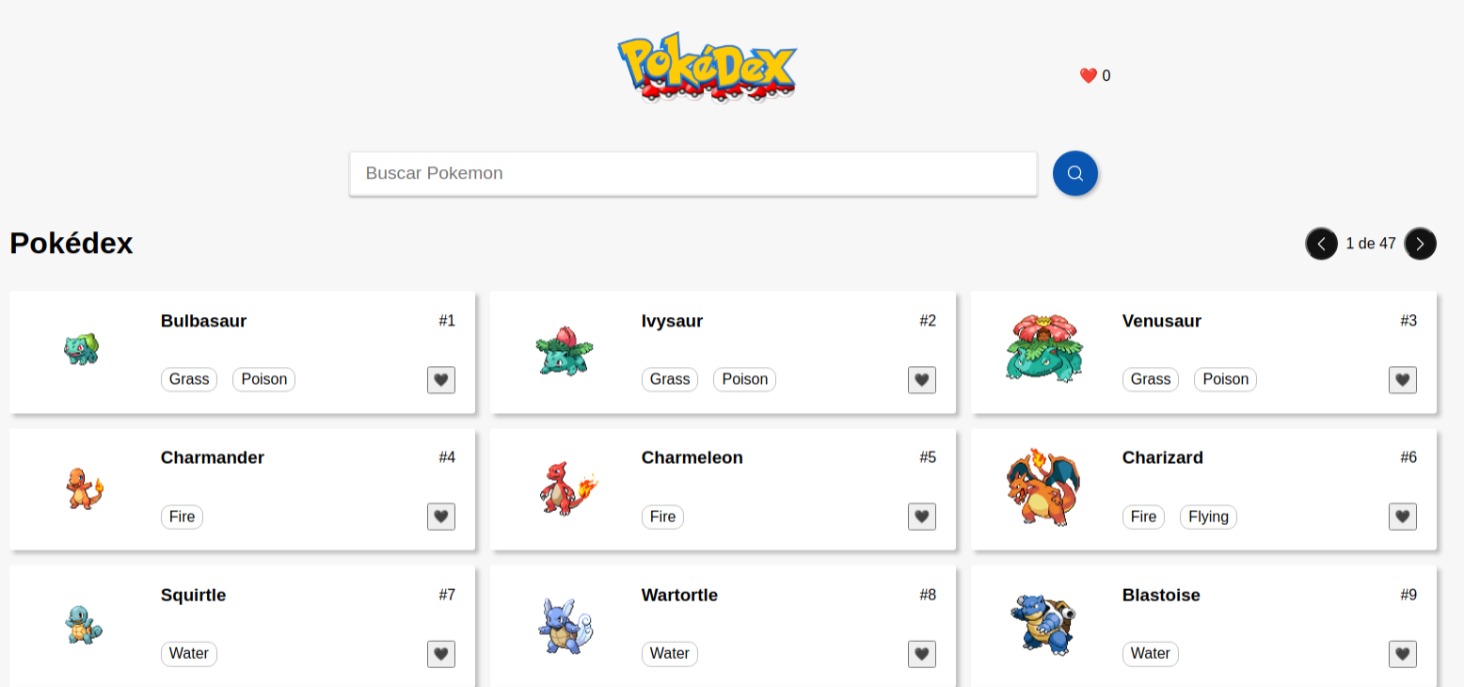 PokéDex
❤️ 0
Buscar Pokemon
Pokédex
1 de 47
Bulbasaur #1
Grass Poison
Ivysaur #2
Grass Poison
Venusaur #3
Grass Poison
Charmander #4
Fire
Charmeleon #5
Fire
Charizard #6
Fire Flying
Squirtle #7
Water
Wartortle #8
Water
Blastoise #9
Water